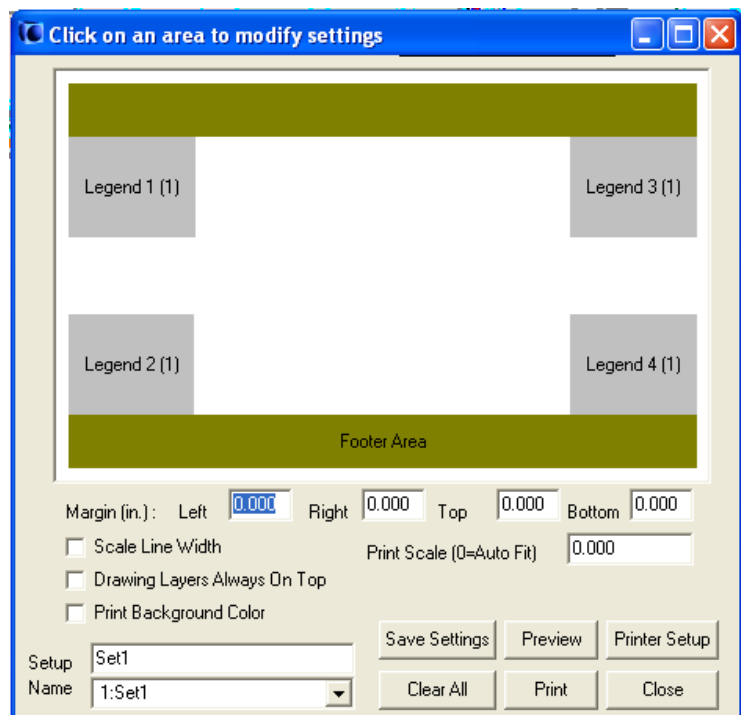 Click on an area to modify settings
Legend 1 (1)
Legend 3 (1)
Legend 2 (1)
Legend 4 (1)
Footer Area
Margin (in.) : Left 0.000 Right 0.000 Top 0.000 Bottom 0.000
Scale Line Width
Print Scale (0=Auto Fit) 0.000
Drawing Layers Always On Top
Print Background Color
Save Settings Preview Printer Setup
Setup Name
Set1
1:Set1
Clear All Print Close